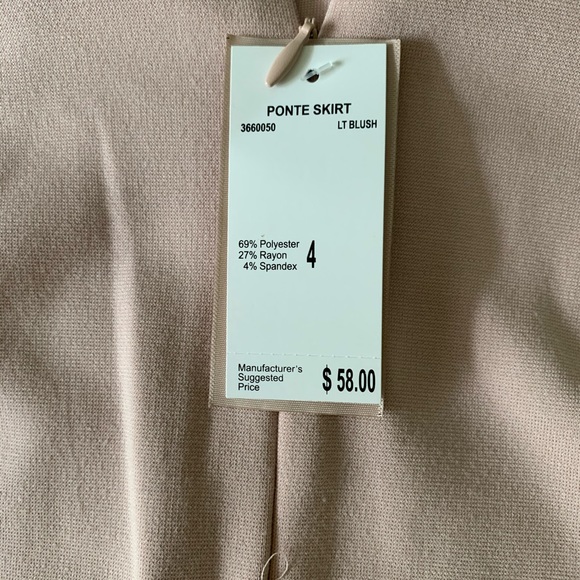 PONTE SKIRT
3660050 LT BLUSH
69% Polyester
27% Rayon
4% Spandex
4
Manufacturer's
Suggested
Price
$ 58.00